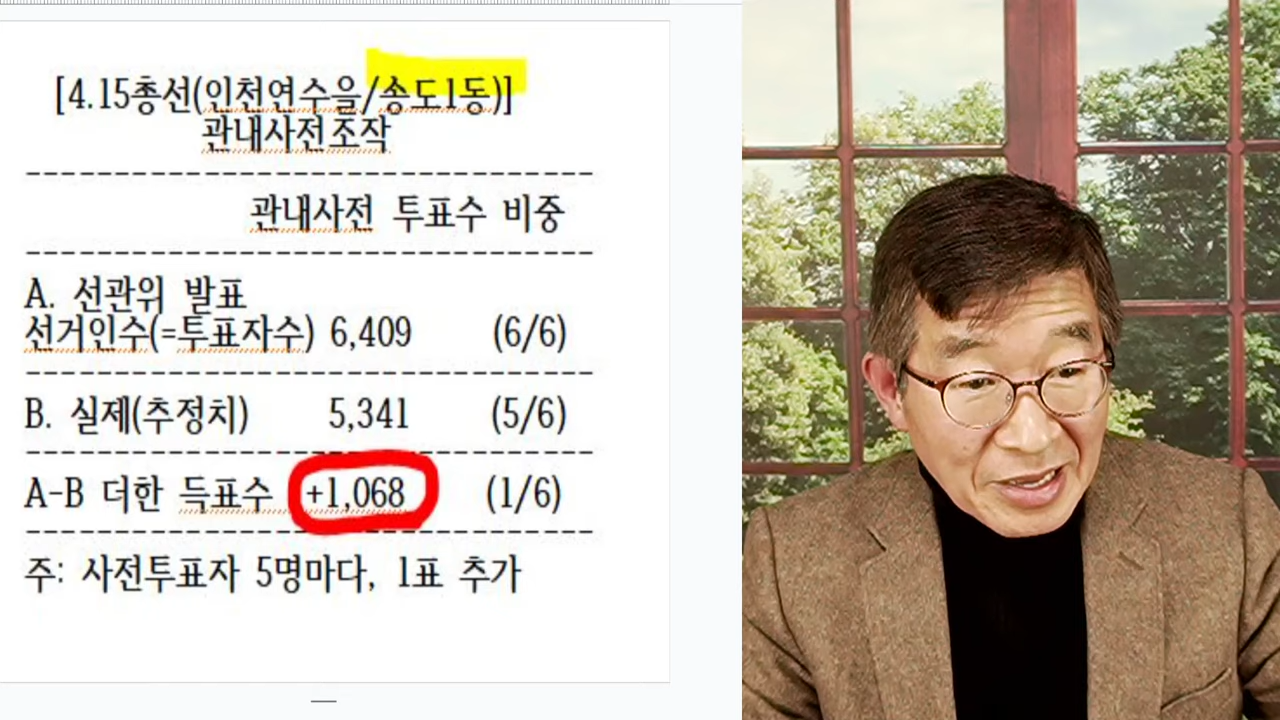 [4.15총선(인천연수을/송도1동)]
관내사전조작
관내사전 투표수 비중
A. 선관위 발표
선거인수(=투표자수) 6,409 (6/6)
B. 실제(추정치) 5,341 (5/6)
A-B 더한 득표수 +1,068 (1/6)
주: 사전투표자 5명마다, 1표 추가